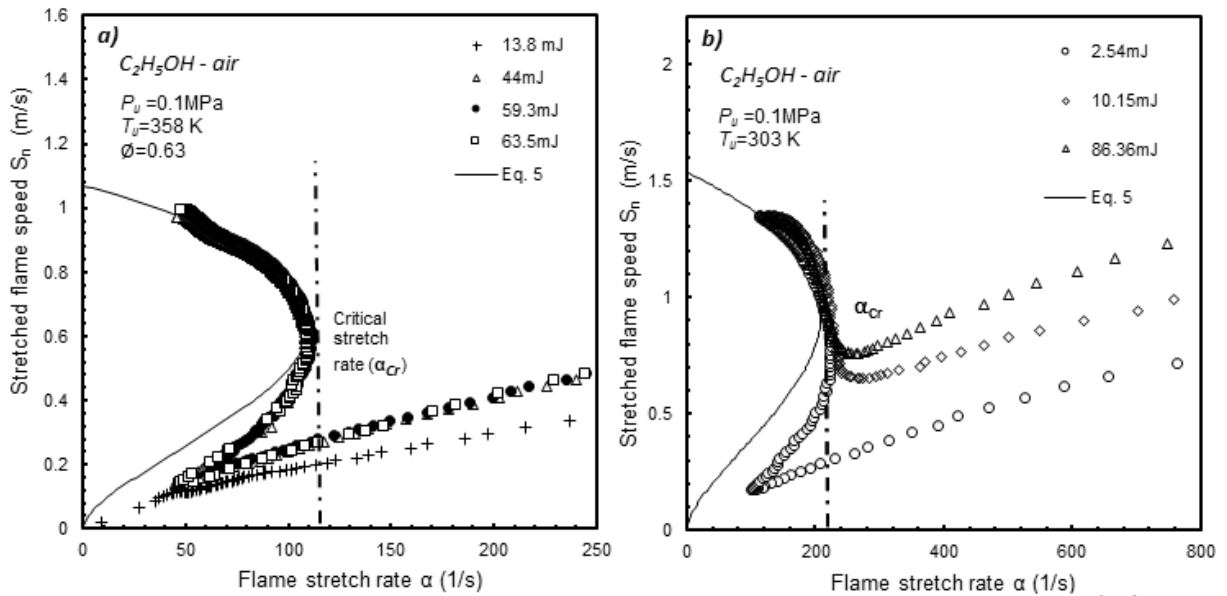 a)
C2H5OH - air
Pu =0.1MPa
Tu=358 K
Ø=0.63
13.8 mJ
44mJ
59.3mJ
63.5mJ
Eq. 5
Critical
stretch
rate (αCr)
Stretched flame speed Sn (m/s)
1.6
1.4
1.2
1
0.8
0.6
0.4
0.2
0
0 50 100 150 200 250
Flame stretch rate α (1/s)
b)
C2H5OH - air
Pu =0.1MPa
Tu=303 K
2.54mJ
10.15mJ
86.36mJ
Eq. 5
αCr
Stretched flame speed Sn (m/s)
2
1.5
1
0.5
0
0 200 400 600 800
Flame stretch rate α (1/s)